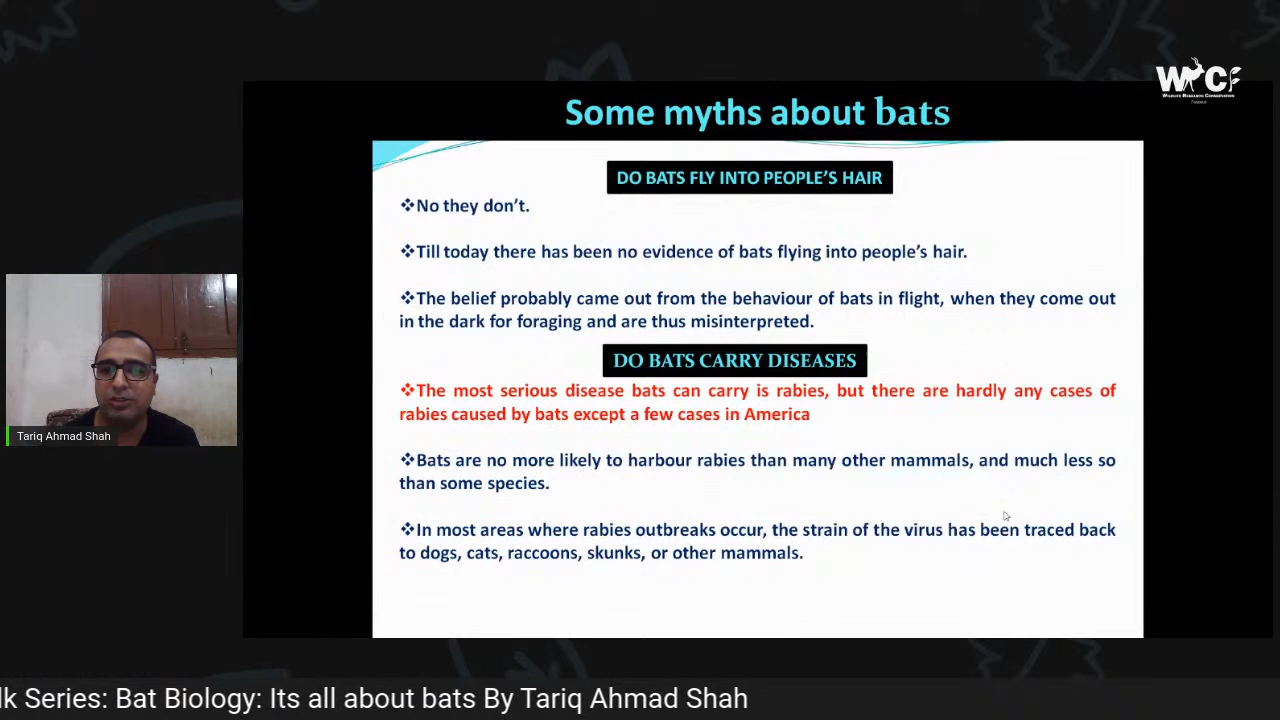 WRCF
WILDLIFE RESEARCH CONSERVATION
Some myths about bats
DO BATS FLY INTO PEOPLE'S HAIR
❖No they don't.
❖Till today there has been no evidence of bats flying into people's hair.
❖The belief probably came out from the behaviour of bats in flight, when they come out
in the dark for foraging and are thus misinterpreted.
DO BATS CARRY DISEASES
❖The most serious disease bats can carry is rabies, but there are hardly any cases of
rabies caused by bats except a few cases in America
❖Bats are no more likely to harbour rabies than many other mammals, and much less so
than some species.
❖In most areas where rabies outbreaks occur, the strain of the virus has been traced back
to dogs, cats, raccoons, skunks, or other mammals.
Tariq Ahmad Shah
lk Series: Bat Biology: Its all about bats By Tariq Ahmad Shah